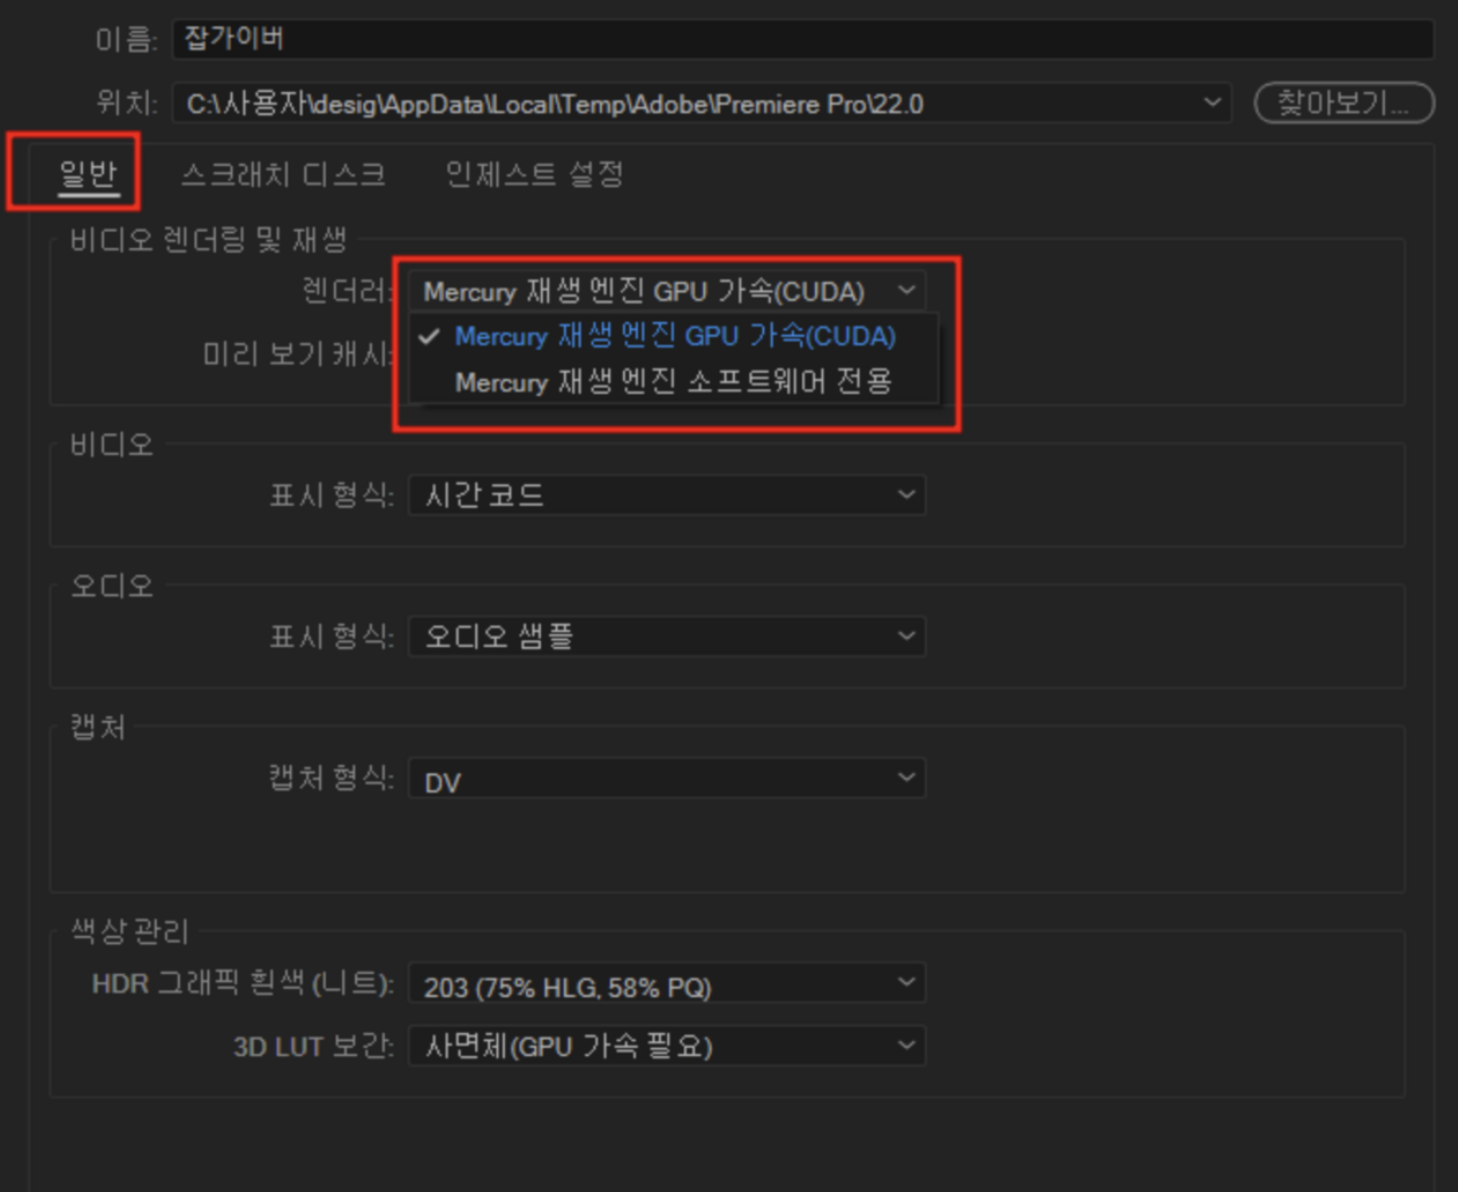 이름: 잡가이버
위치: C:\사용자\desig\AppData\Local\Temp\Adobe\Premiere Pro\22.0 찾아보기...
일반 스크래치 디스크 인제스트 설정
비디오 렌더링 및 재생
렌더러: Mercury 재생 엔진 GPU 가속(CUDA)
Mercury 재생 엔진 GPU 가속(CUDA)
미리 보기 캐시:
Mercury 재생 엔진 소프트웨어 전용
비디오
표시 형식: 시간 코드
오디오
표시 형식: 오디오 샘플
캡처
캡처 형식: DV
색상 관리
HDR 그래픽 흰색 (니트): 203 (75% HLG, 58% PQ)
3D LUT 보간: 사면체(GPU 가속 필요)